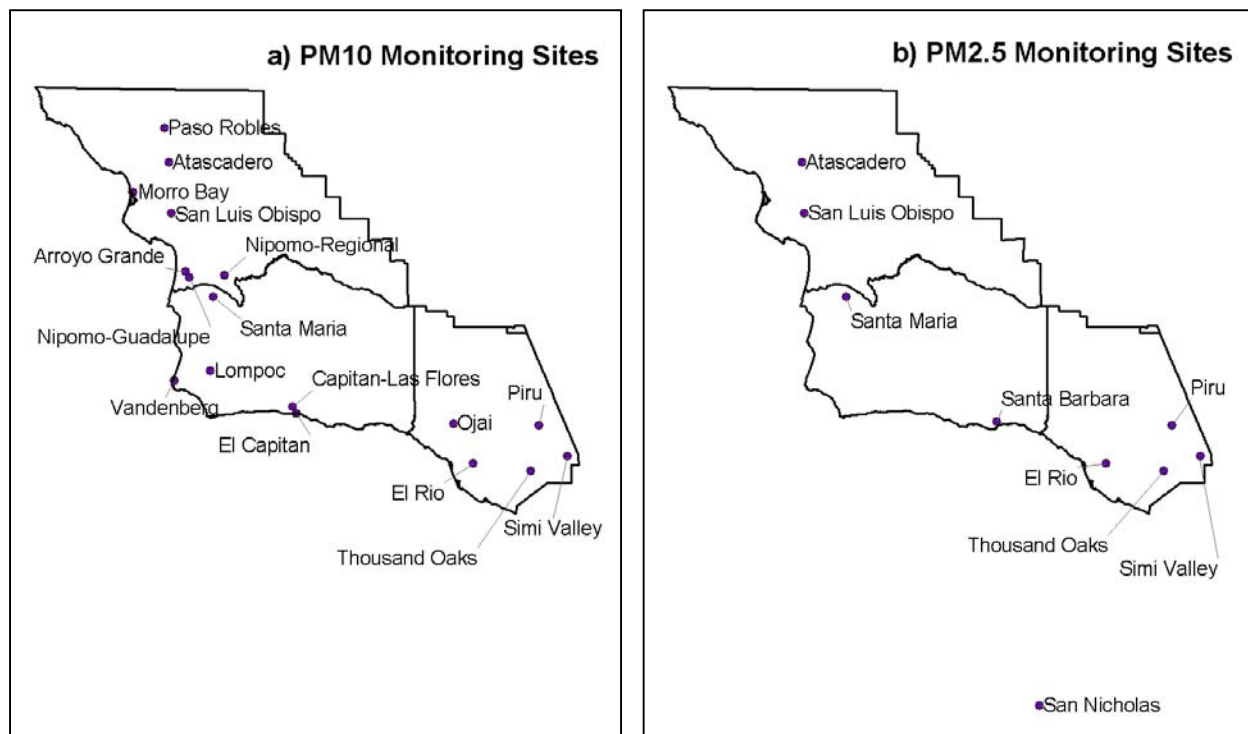 a) PM10 Monitoring Sites
Paso Robles
Atascadero
Morro Bay
San Luis Obispo
Arroyo Grande
Nipomo-Regional
Nipomo-Guadalupe
Santa Maria
Lompoc
Vandenberg
Capitan-Las Flores
El Capitan
Ojai
Piru
El Rio
Simi Valley
Thousand Oaks
b) PM2.5 Monitoring Sites
Atascadero
San Luis Obispo
Santa Maria
Santa Barbara
Piru
El Rio
Thousand Oaks
Simi Valley
San Nicholas